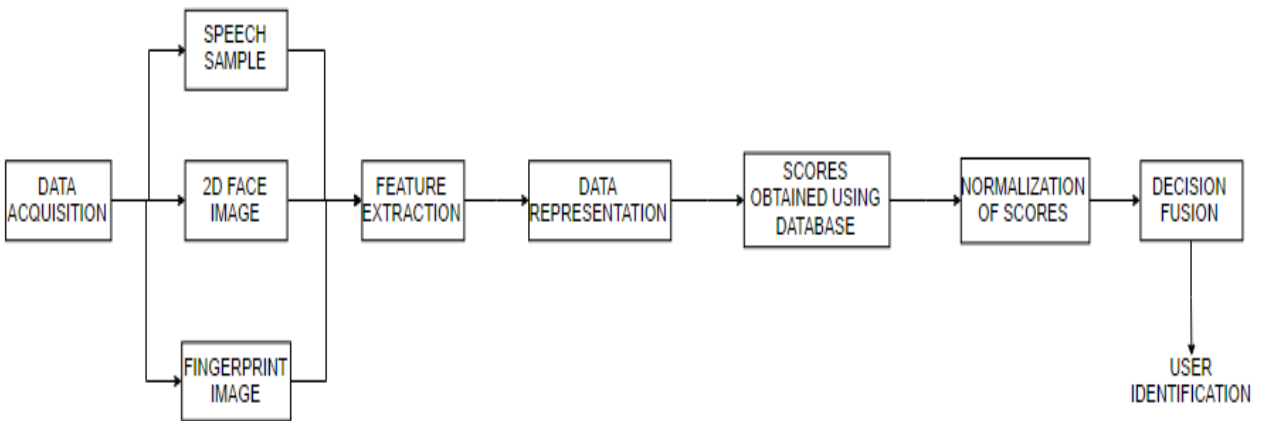 SPEECH
SAMPLE
DATA
ACQUISITION
2D FACE
IMAGE
FINGERPRINT
IMAGE
FEATURE
EXTRACTION
DATA
REPRESENTATION
SCORES
OBTAINED USING
DATABASE
NORMALIZATION
OF SCORES
DECISION
FUSION
USER
IDENTIFICATION